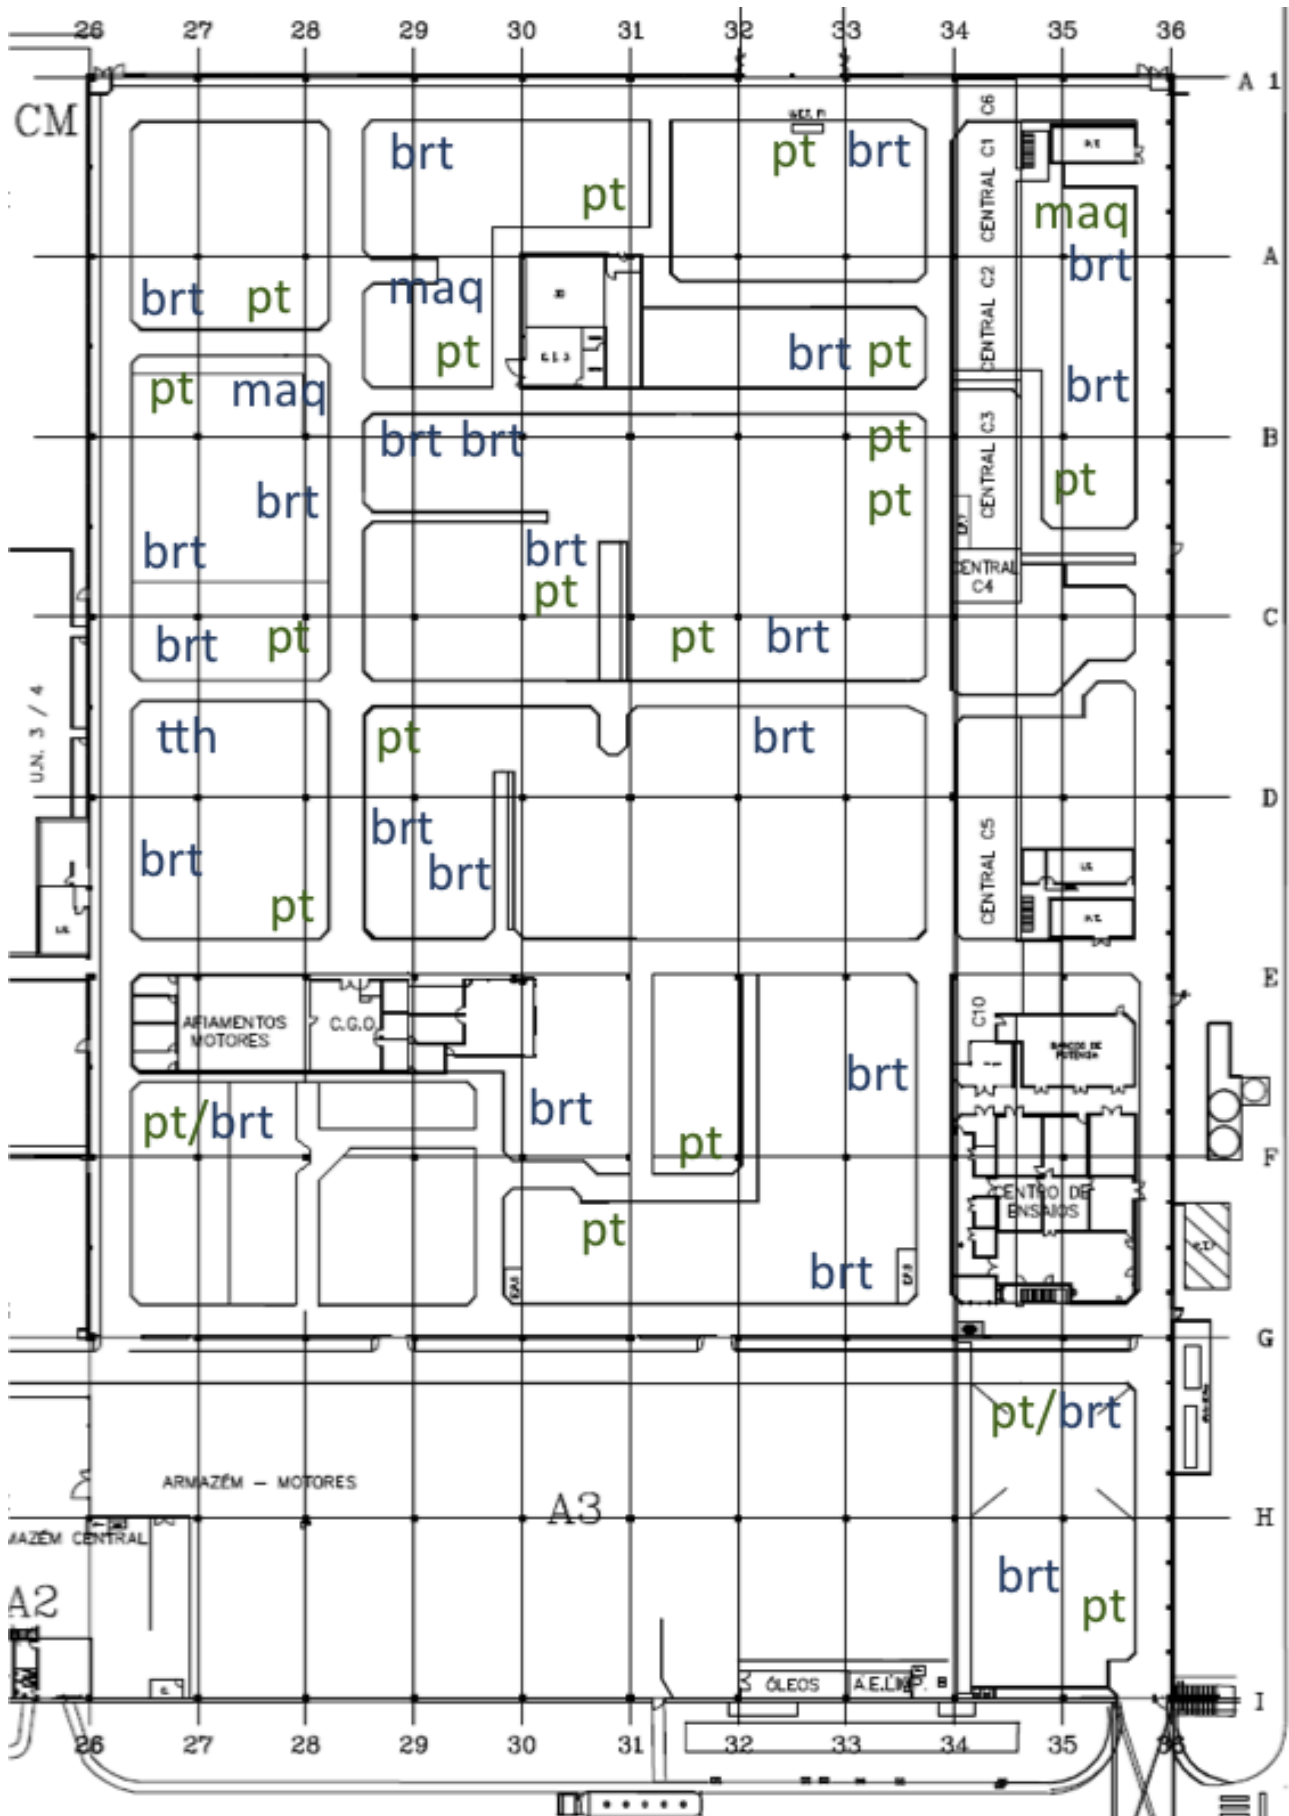 26 27 28 29 30 31 32 33 34 35 36
A 1
CM
C6
brt
pt brt
CENTRAL C1
pt
maq
A
brt
CENTRAL C2
brt pt
maq
pt
brt pt
pt maq
brt
B
brt brt
pt
CENTRAL C3
pt
pt
brt
brt
brt
pt
CENTRAL
C4
C
brt pt
pt brt
U.N. 3 / 4
tth
pt
brt
D
brt
brt
brt
CENTRAL C5
pt
E
AFIAMENTOS
MOTORES
C.G.O.
C10
BANCOS DE
POTENCIA
brt
pt/brt
brt
pt
F
CENTRO DE
ENSAIOS
pt
brt
G
pt/brt
ARMAZÉM – MOTORES
A3
H
MAZÉM CENTRAL
brt
A2
pt
ÓLEOS
I
26 27 28 29 30 31 32 33 34 35 36